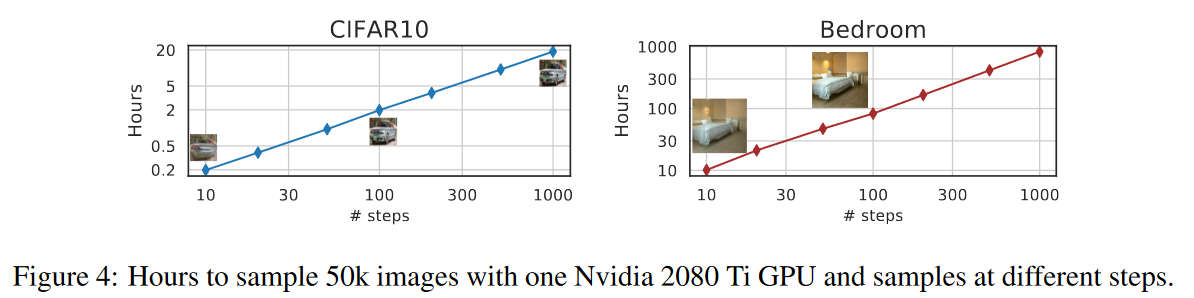 CIFAR10
Hours
20
5
2
0.5
0.2
10 30 100 300 1000
# steps
Bedroom
Hours
1000
300
100
30
10
10 30 100 300 1000
# steps
Figure 4: Hours to sample 50k images with one Nvidia 2080 Ti GPU and samples at different steps.